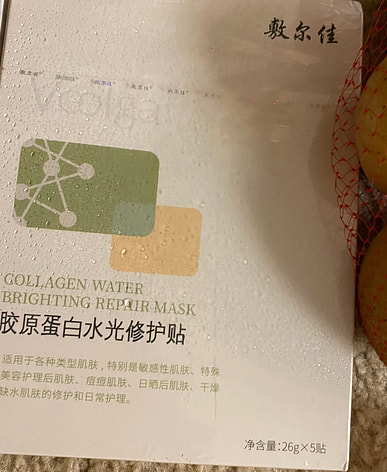 敷尔佳
Voolga
COLLAGEN WATER
BRIGHTING REPAIR MASK
胶原蛋白水光修护贴
适用于各种类型肌肤，特别是敏感性肌肤、特殊
美容护理后肌肤、痘痘肌肤、日晒后肌肤、干燥
缺水肌肤的修护和日常护理。
净含量:26g×5贴